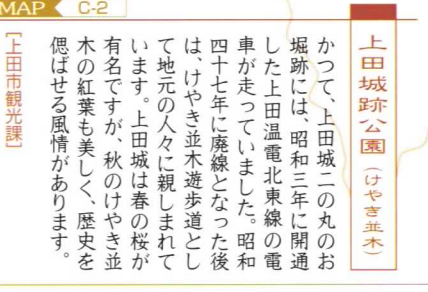 MAP C-2
上田城跡公園（けやき並木）
かつて、上田城二の丸のお
堀跡には、昭和三年に開通
した上田温電北東線の電
車が走っていました。昭和
四十七年に廃線となった後
は、けやき並木遊歩道とし
て地元の人々に親しまれて
います。上田城は春の桜が
有名ですが、秋のけやき並
木の紅葉も美しく、歴史を
偲ばせる風情があります。
［上田市観光課］